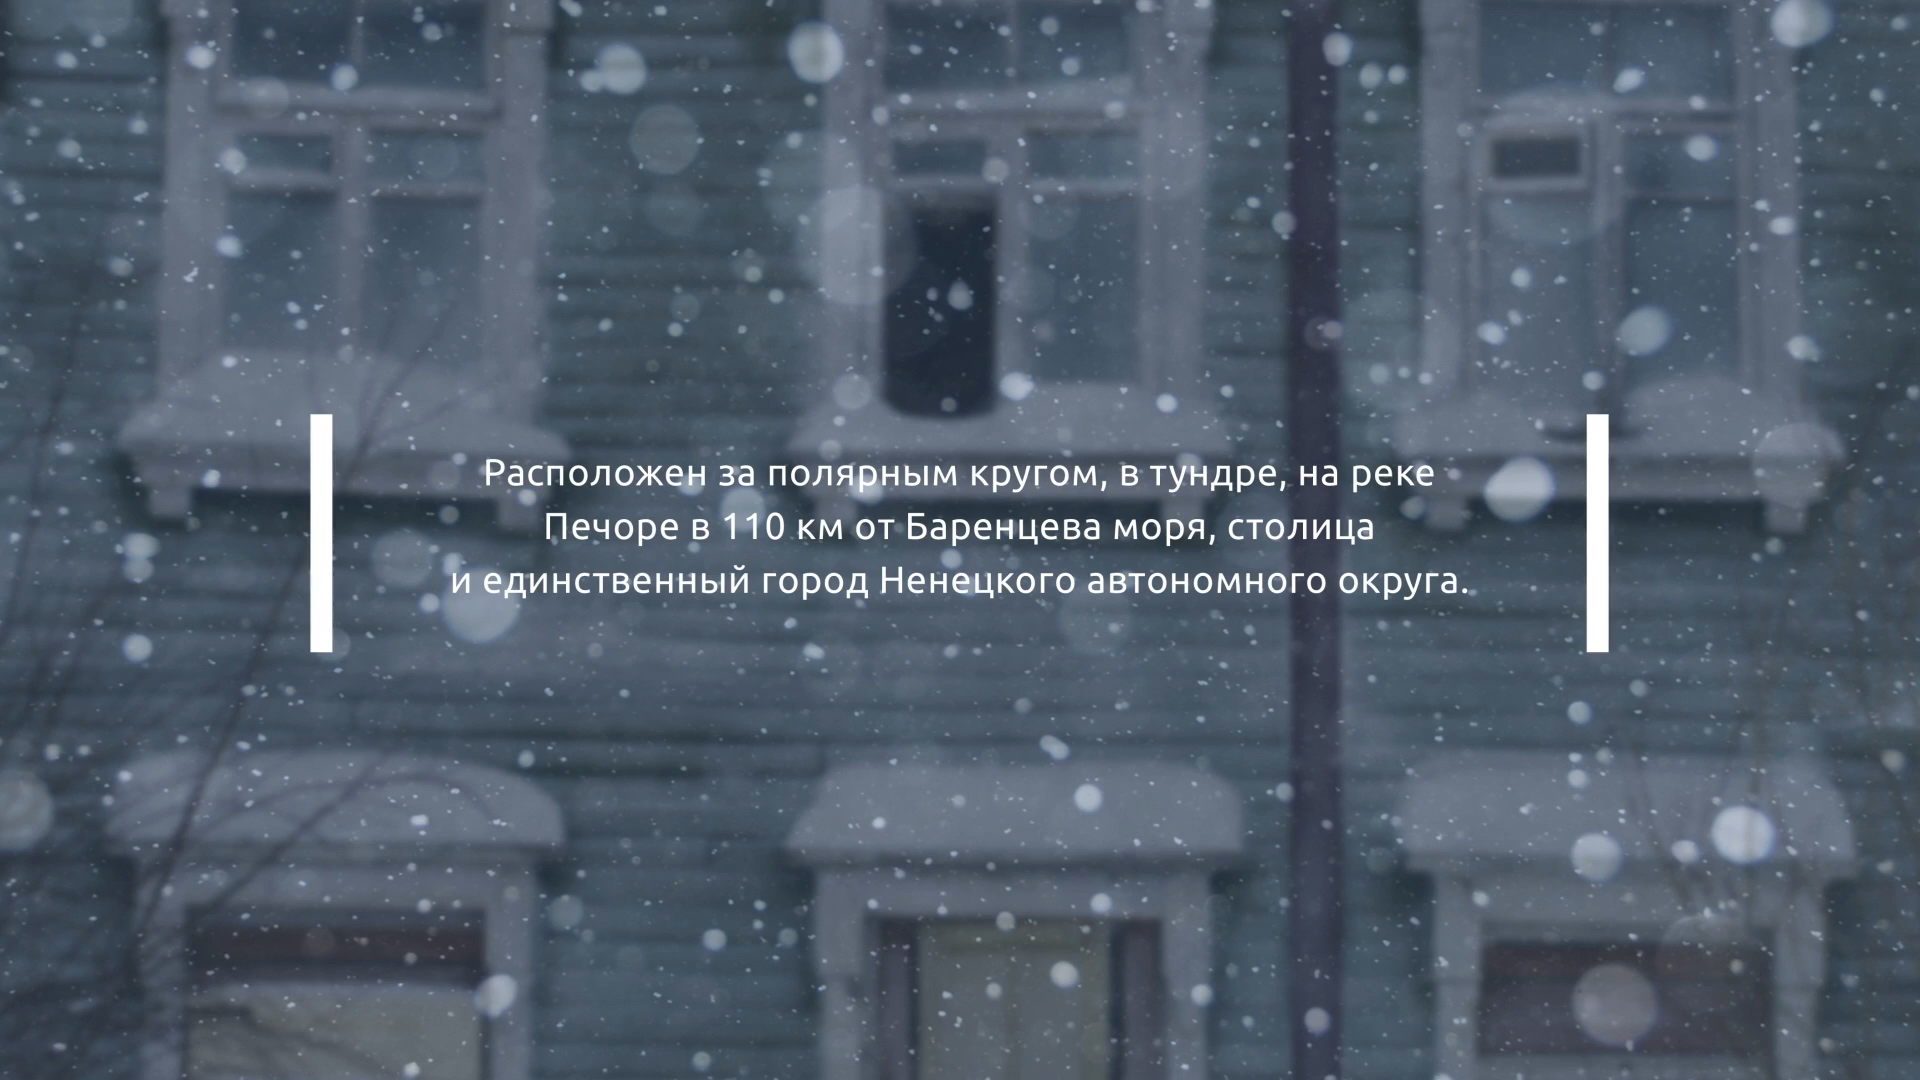 Расположен за полярным кругом, в тундре, на реке
Печоре в 110 км от Баренцева моря, столица
и единственный город Ненецкого автономного округа.